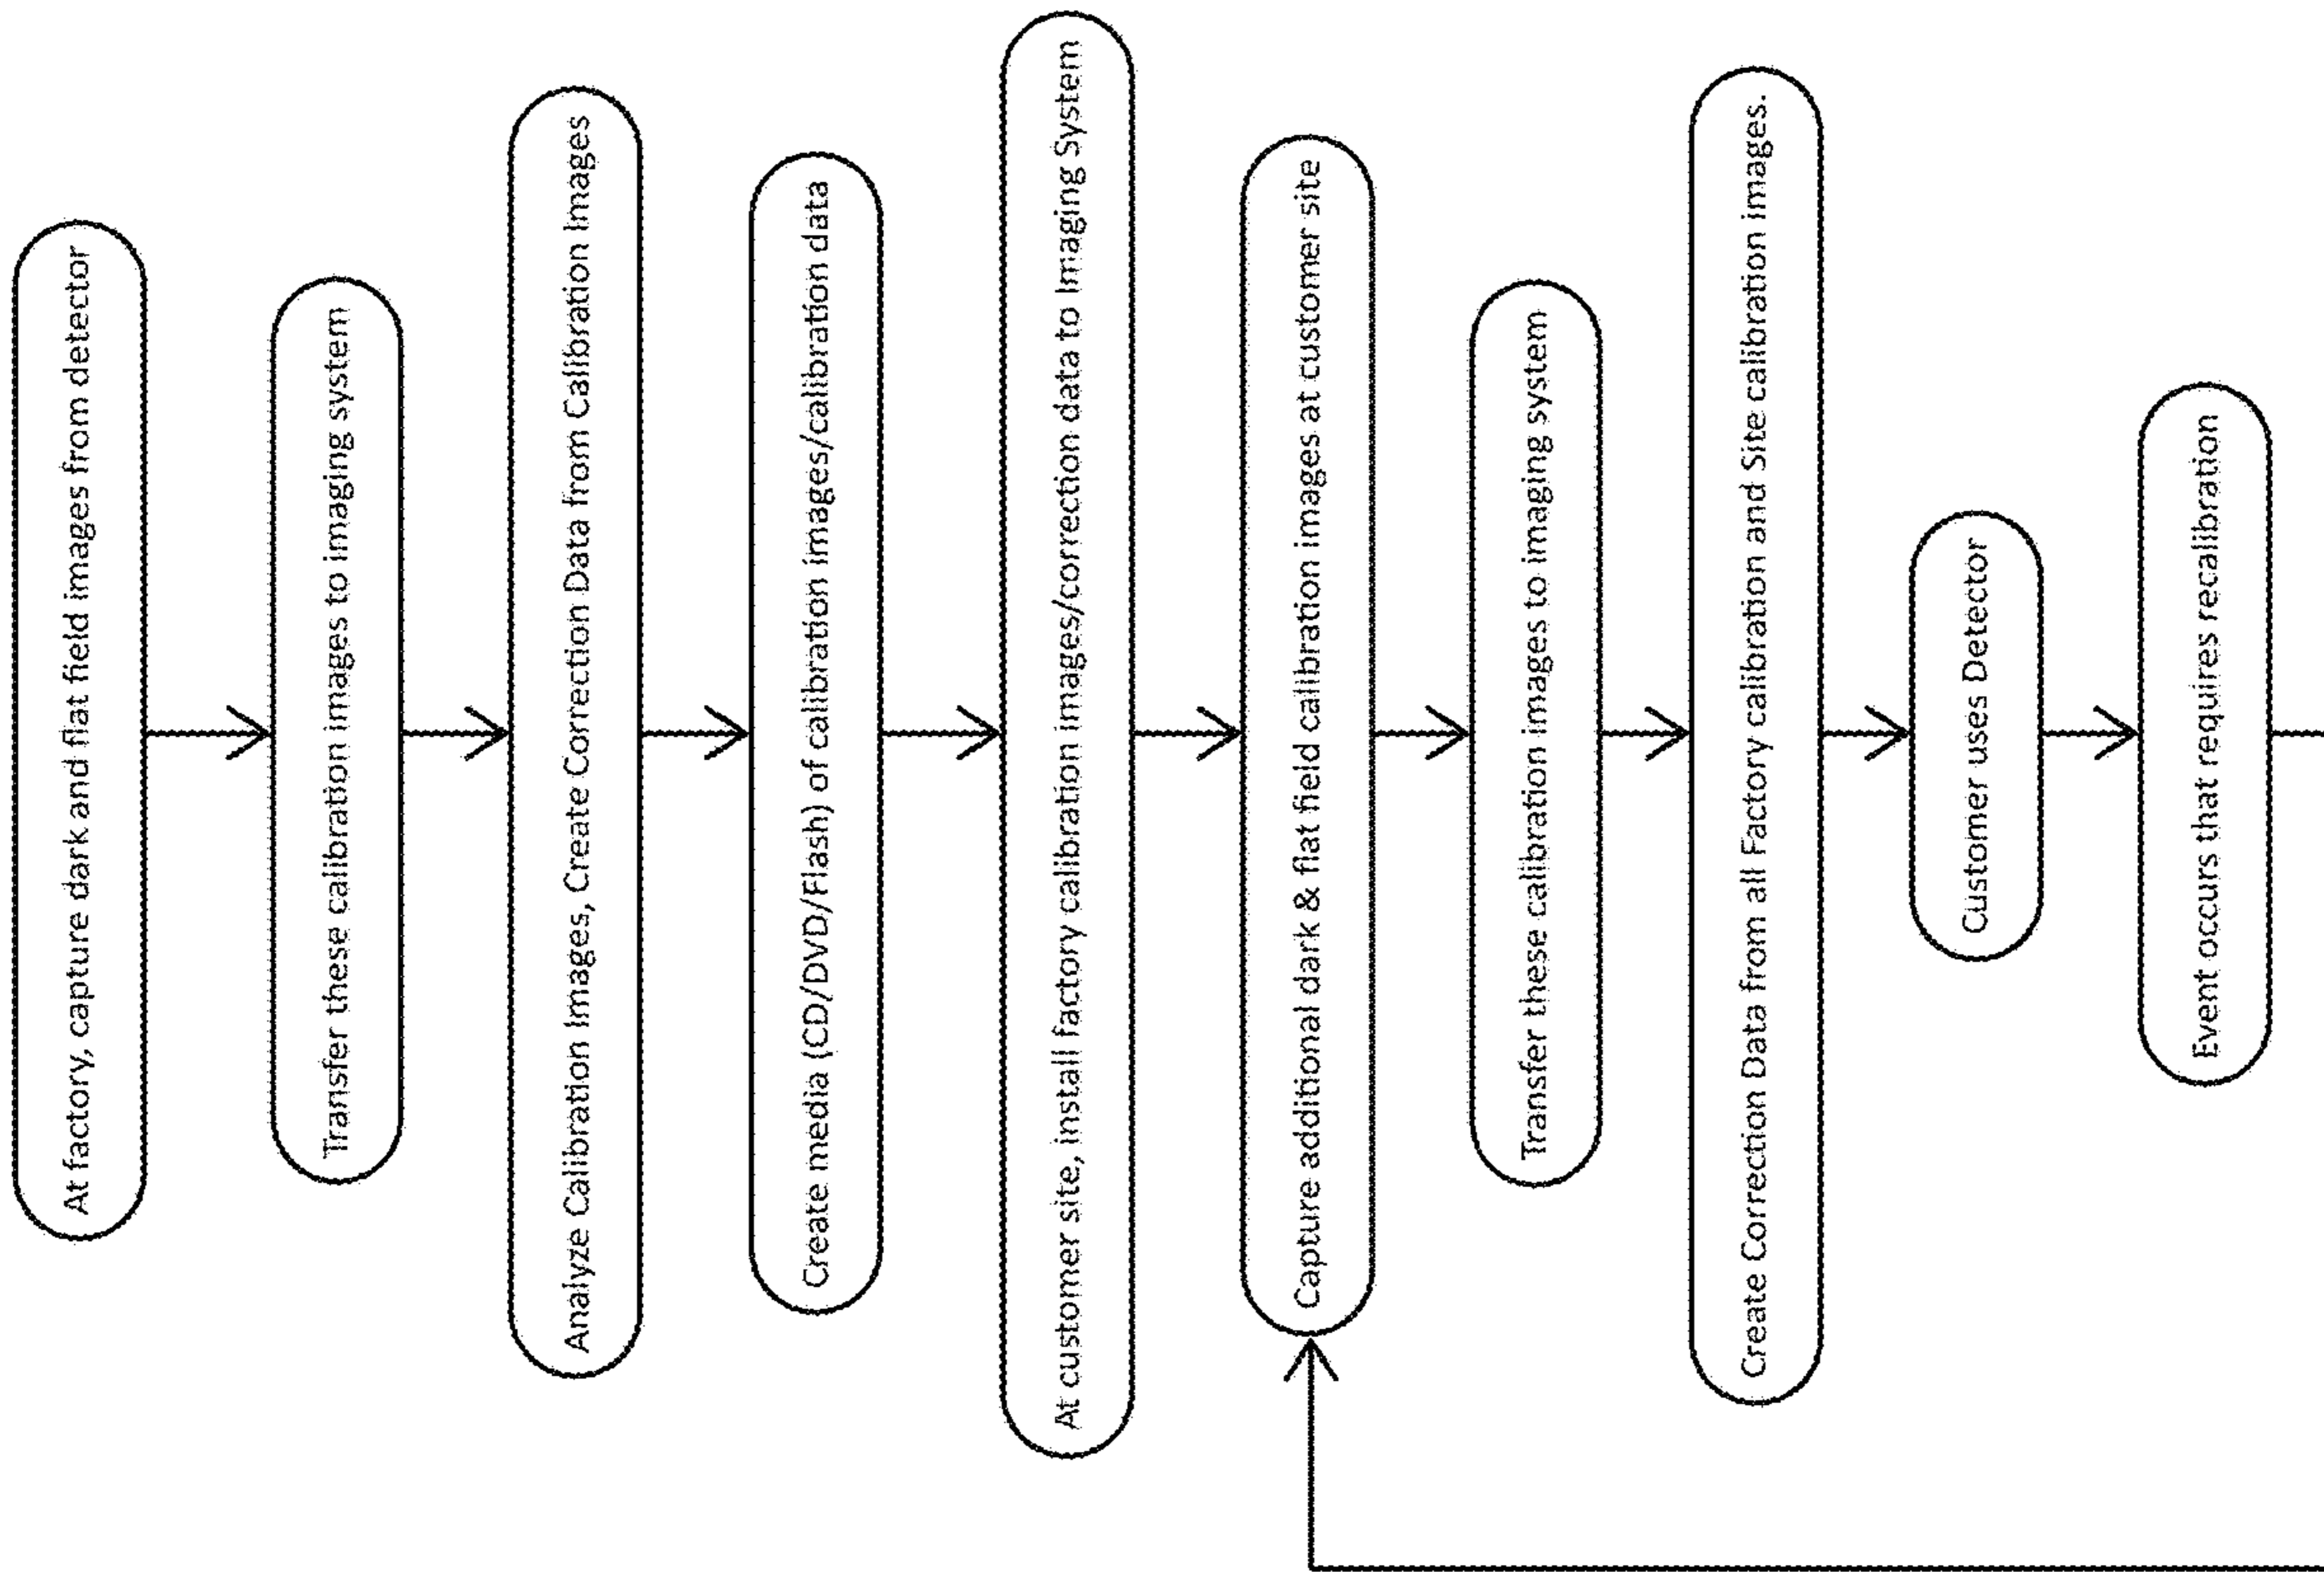 At factory, capture dark and flat field images from detector
Transfer these calibration images to imaging system
Analyze Calibration Images, Create Correction Data from Calibration Images
Create media (CD/DVD/Flash) of calibration images/calibration data
At customer site, install factory calibration images/correction data to Imaging System
Capture additional dark & flat field calibration images at customer site
Transfer these calibration images to imaging system
Create Correction Data from all Factory calibration and Site calibration images.
Customer uses Detector
Event occurs that requires recalibration